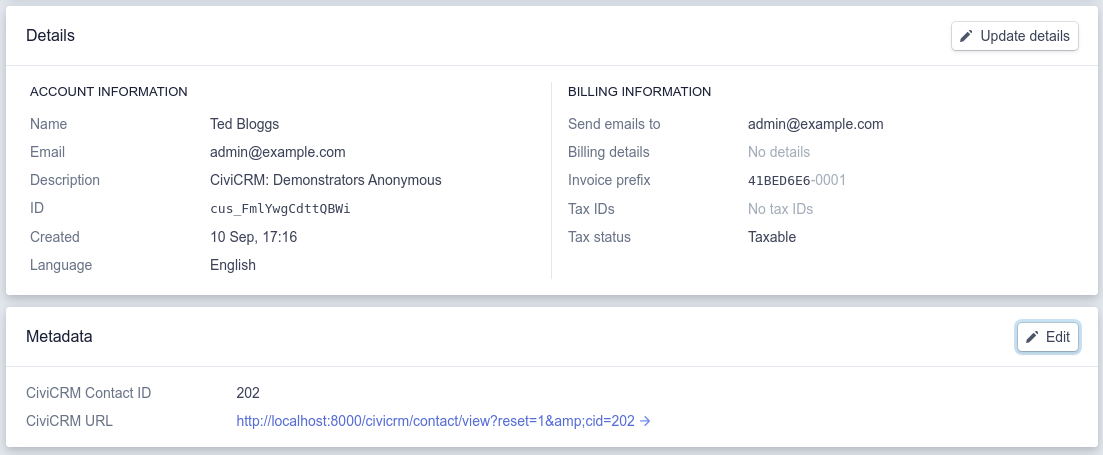 Details
Update details
ACCOUNT INFORMATION
Name Ted Bloggs
Email admin@example.com
Description CiviCRM: Demonstrators Anonymous
ID cus_FmlYwgCdttQBWi
Created 10 Sep, 17:16
Language English
BILLING INFORMATION
Send emails to admin@example.com
Billing details No details
Invoice prefix 41BED6E6-0001
Tax IDs No tax IDs
Tax status Taxable
Metadata
Edit
CiviCRM Contact ID 202
CiviCRM URL http://localhost:8000/civicrm/contact/view?reset=1&amp;cid=202 →